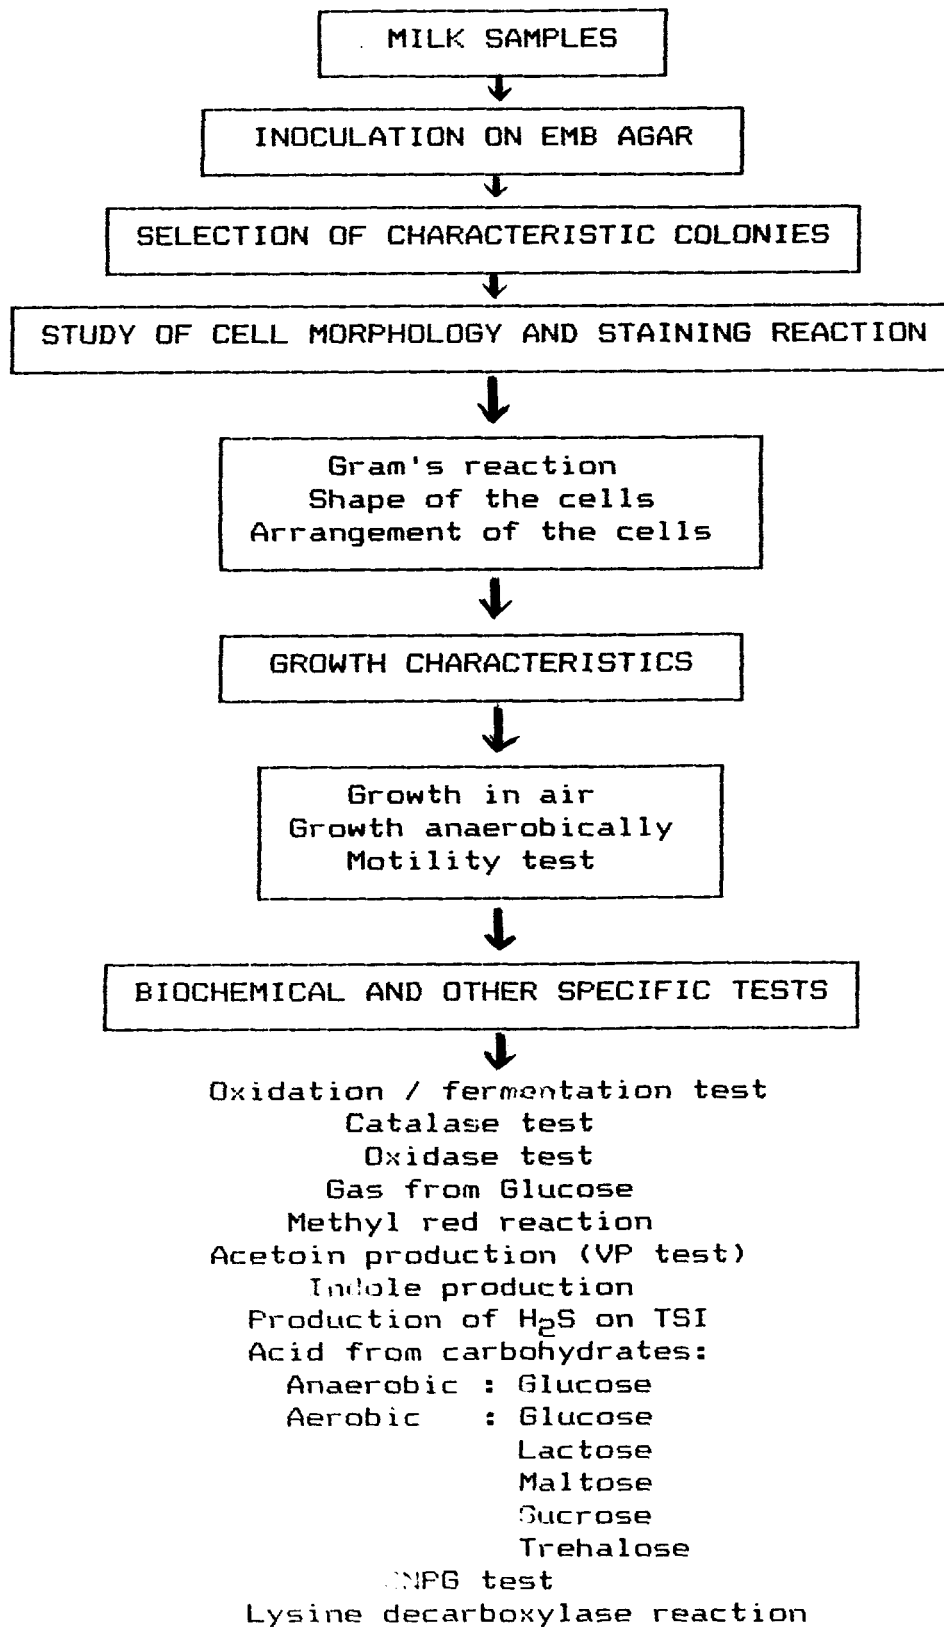 MILK SAMPLES
INOCULATION ON EMB AGAR
SELECTION OF CHARACTERISTIC COLONIES
STUDY OF CELL MORPHOLOGY AND STAINING REACTION
Gram's reaction
Shape of the cells
Arrangement of the cells
GROWTH CHARACTERISTICS
Growth in air
Growth anaerobically
Motility test
BIOCHEMICAL AND OTHER SPECIFIC TESTS
Oxidation / fermentation test
Catalase test
Oxidase test
Gas from Glucose
Methyl red reaction
Acetoin production (VP test)
Indole production
Production of H₂S on TSI
Acid from carbohydrates:
Anaerobic : Glucose
Aerobic : Glucose
Lactose
Maltose
Sucrose
Trehalose
test
Lysine decarboxylase reaction